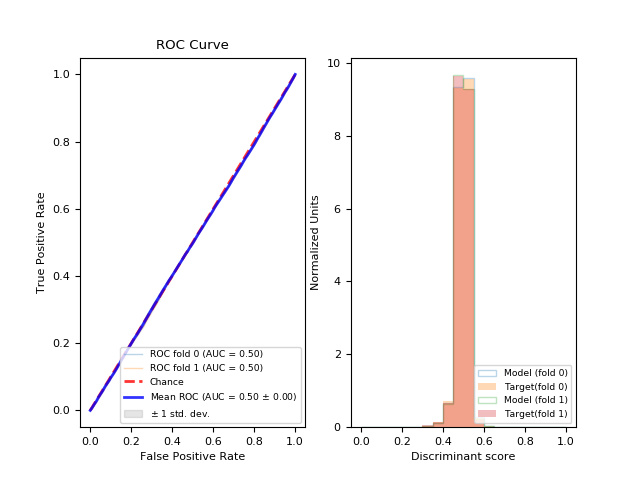 ROC Curve
True Positive Rate
1.0
0.8
0.6
0.4
0.2
0.0
ROC fold 0 (AUC = 0.50)
ROC fold 1 (AUC = 0.50)
Chance
Mean ROC (AUC = 0.50 ± 0.00)
± 1 std. dev.
0.0 0.2 0.4 0.6 0.8 1.0
False Positive Rate
Normalized Units
10
8
6
4
2
0
Model (fold 0)
Target(fold 0)
Model (fold 1)
Target(fold 1)
0.0 0.2 0.4 0.6 0.8 1.0
Discriminant score